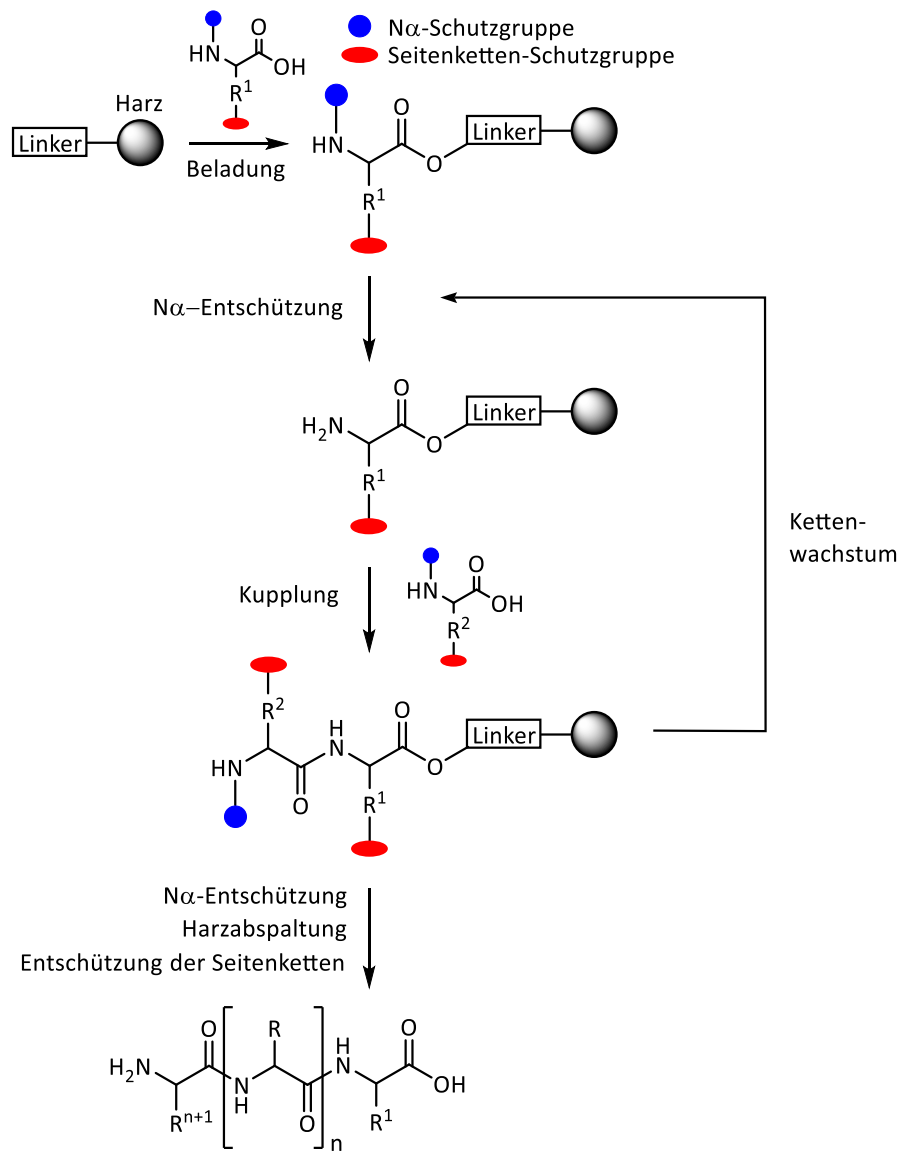 Nα-Schutzgruppe
Seitenketten-Schutzgruppe
HN
O
OH
R¹
Harz
Linker
Beladung
HN
O
O
Linker
R¹
Nα–Entschützung
H₂N
O
O
Linker
R¹
Ketten-
wachstum
Kupplung
HN
O
OH
R²
R²
H
N
O
O
Linker
HN
O
R¹
Nα-Entschützung
Harzabspaltung
Entschützung der Seitenketten
H₂N
O
R
H
N
O
OH
N
H
O
Rⁿ⁺¹
R¹
n